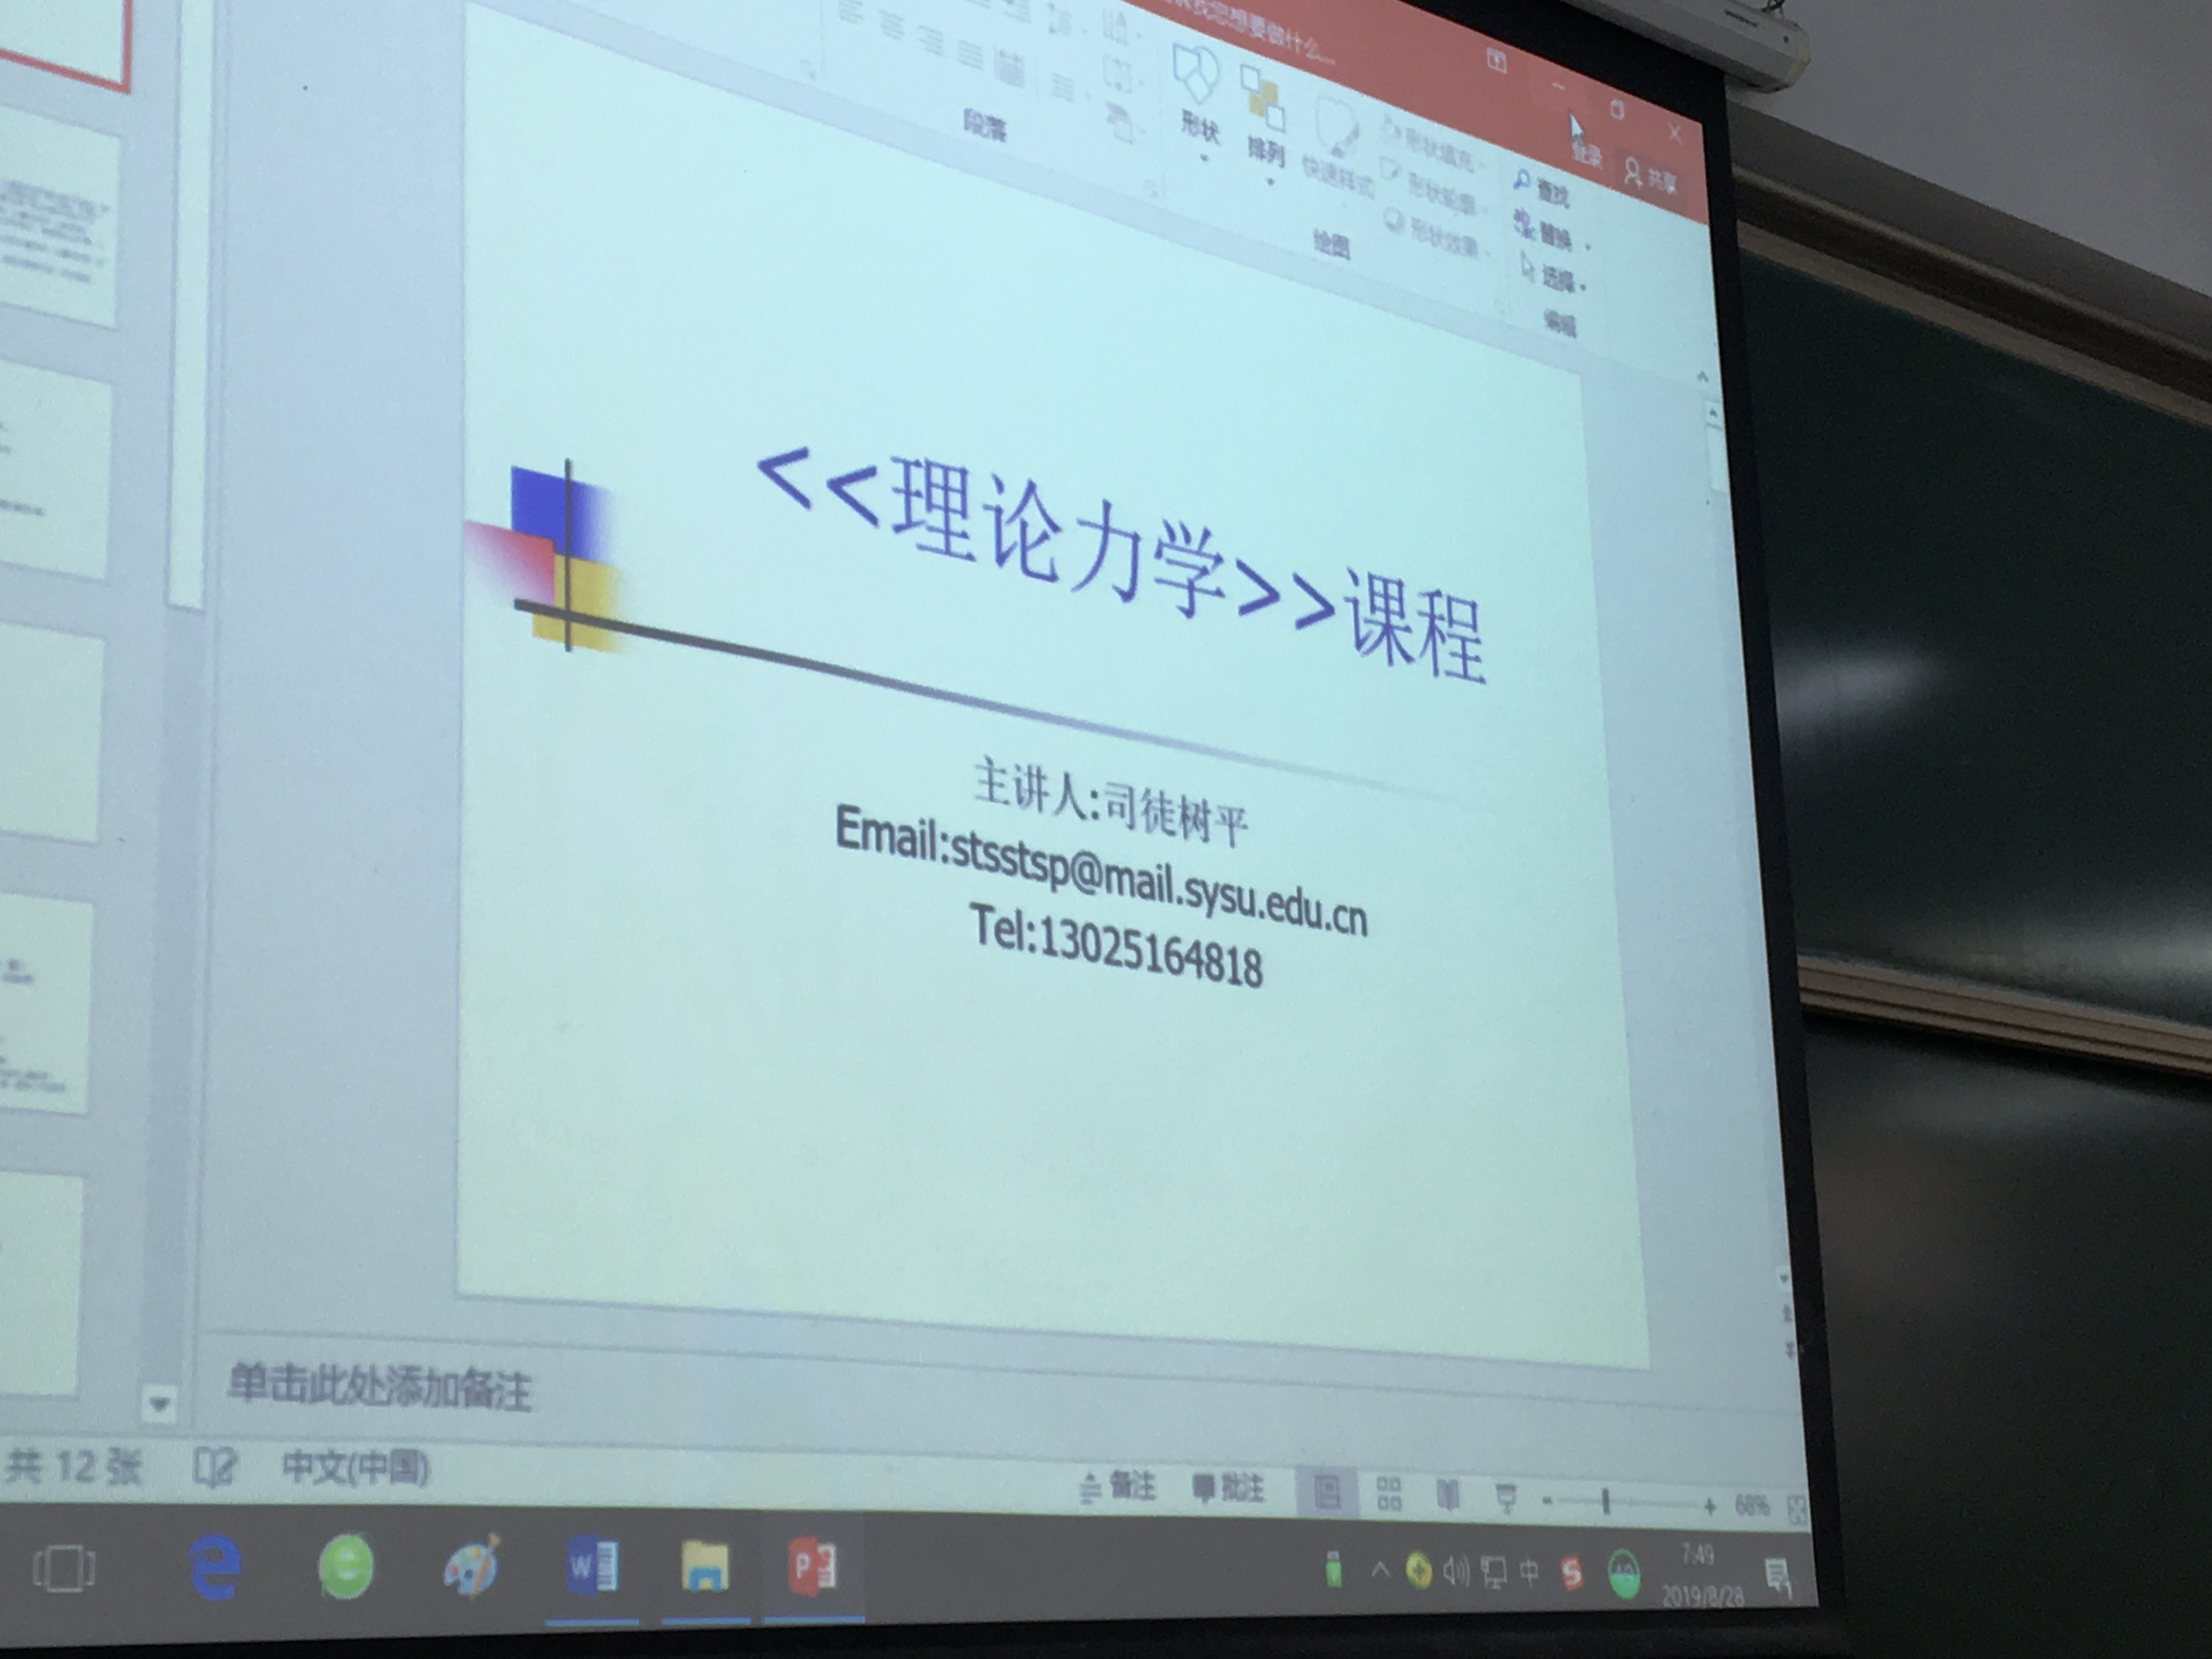 诉我您想要做什么...
登录 共享
段落
形状
排列
快速样式
形状填充
形状轮廓
形状效果
绘图
查找
替换
选择
编辑
<<理论力学>>课程
主讲人:司徒树平
Email:stsstsp@mail.sysu.edu.cn
Tel:13025164818
单击此处添加备注
共 12 张 中文(中国) 备注 批注 68%
中
7:49
2019/8/28